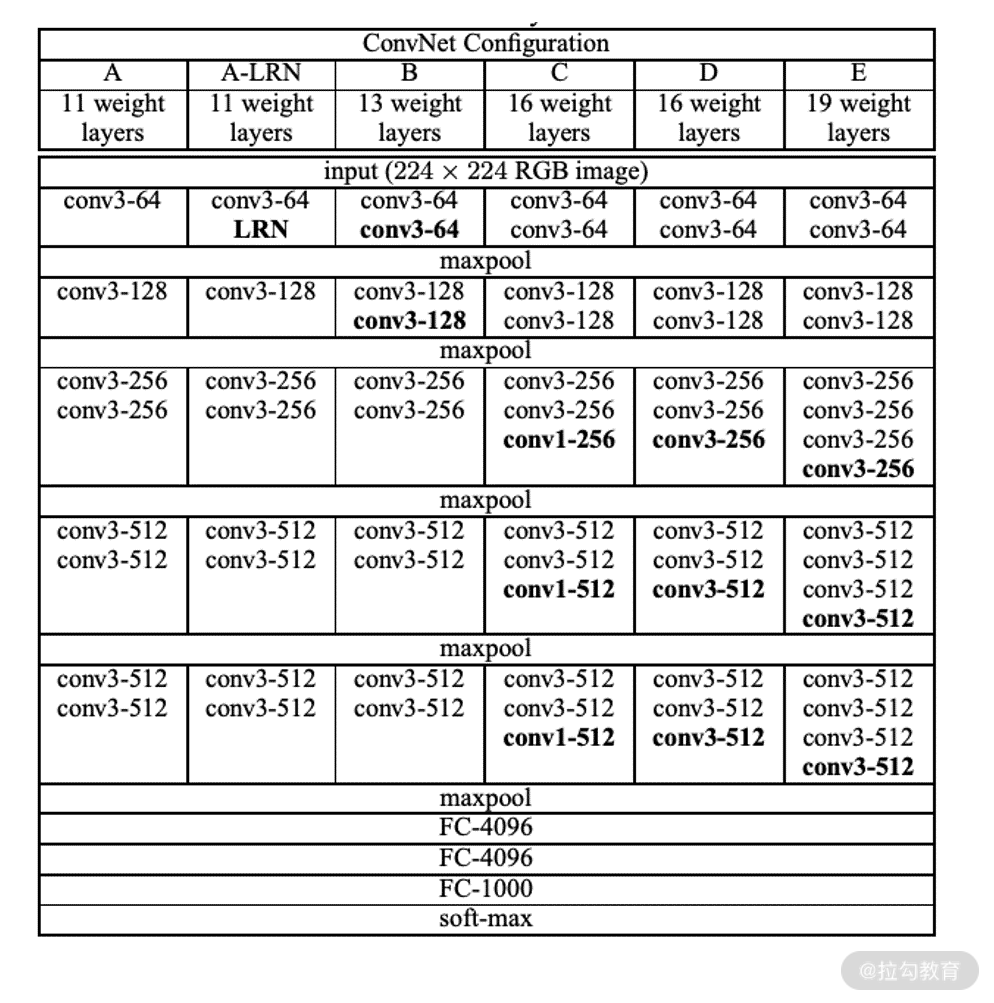 ConvNet Configuration
A A-LRN B C D E
11 weight 11 weight 13 weight 16 weight 16 weight 19 weight
layers layers layers layers layers layers
input (224 × 224 RGB image)
conv3-64 conv3-64 conv3-64 conv3-64 conv3-64 conv3-64
LRN conv3-64 conv3-64 conv3-64 conv3-64
maxpool
conv3-128 conv3-128 conv3-128 conv3-128 conv3-128 conv3-128
conv3-128 conv3-128 conv3-128 conv3-128
maxpool
conv3-256 conv3-256 conv3-256 conv3-256 conv3-256 conv3-256
conv3-256 conv3-256 conv3-256 conv3-256 conv3-256 conv3-256
conv1-256 conv3-256 conv3-256
conv3-256
maxpool
conv3-512 conv3-512 conv3-512 conv3-512 conv3-512 conv3-512
conv3-512 conv3-512 conv3-512 conv3-512 conv3-512 conv3-512
conv1-512 conv3-512 conv3-512
conv3-512
maxpool
conv3-512 conv3-512 conv3-512 conv3-512 conv3-512 conv3-512
conv3-512 conv3-512 conv3-512 conv3-512 conv3-512 conv3-512
conv1-512 conv3-512 conv3-512
conv3-512
maxpool
FC-4096
FC-4096
FC-1000
soft-max
@拉勾教育